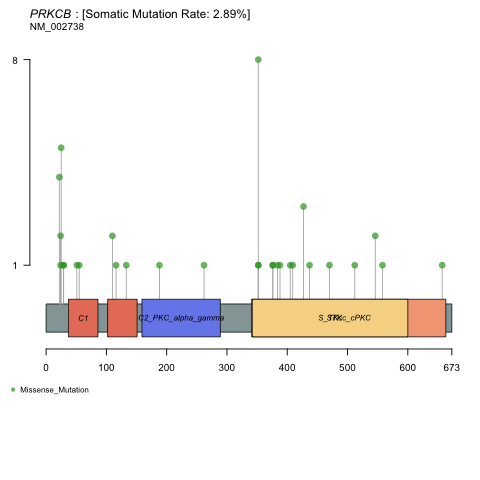 PRKCB : [Somatic Mutation Rate: 2.89%]
NM_002738
8
1
C1
C2_PKC_alpha_gamma
S_TKc_cPKC
0
100
200
300
400
500
600
673
Missense_Mutation